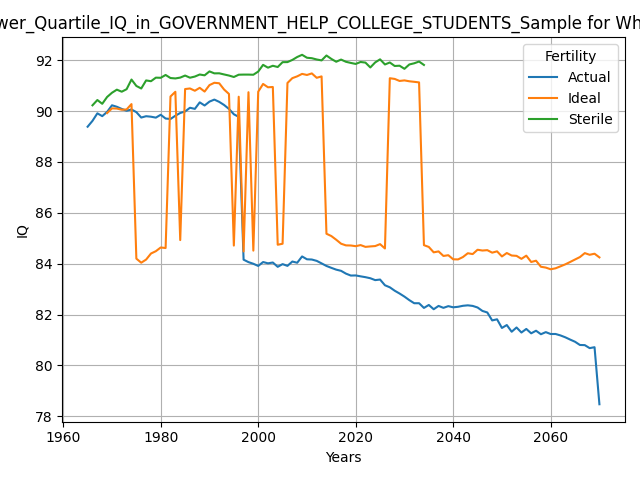 wer_Quartile_IQ_in_GOVERNMENT_HELP_COLLEGE_STUDENTS_Sample for Wh
Fertility
Actual
Ideal
Sterile
IQ
92
90
88
86
84
82
80
78
1960
1980
2000
2020
2040
2060
Years